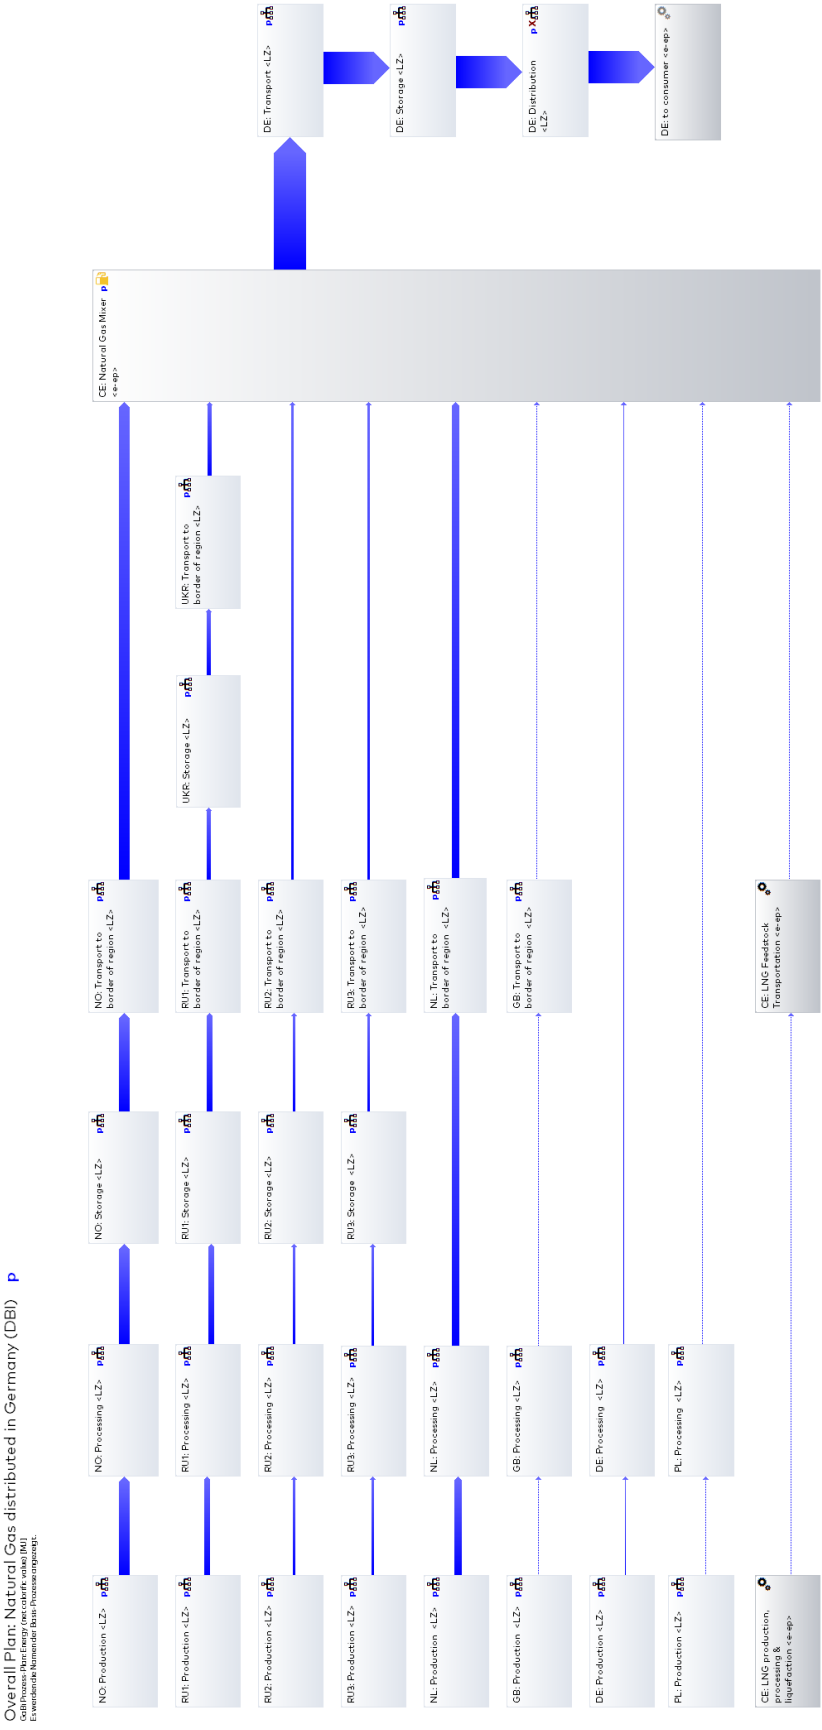 Overall Plan: Natural Gas distributed in Germany (DBI) p
GaBi Prozess-Plan: Energy (net calorific value) [MJ]
Es werden die Namen der Basis-Prozesse angezeigt.
NO: Production <LZ> p
NO: Processing <LZ> p
NO: Storage <LZ> p
NO: Transport to p
border of region <LZ>
CE: Natural Gas Mixer p
<e-ep>
RU1: Production <LZ> p
RU1: Processing <LZ> p
RU1: Storage <LZ> p
RU1: Transport to p
border of region <LZ>
UKR: Storage <LZ> p
UKR: Transport to p
border of region <LZ>
RU2: Production <LZ> p
RU2: Processing <LZ> p
RU2: Storage <LZ> p
RU2: Transport to p
border of region <LZ>
DE: Transport <LZ> p
RU3: Production <LZ> p
RU3: Processing <LZ> p
RU3: Storage <LZ> p
RU3: Transport to p
border of region <LZ>
DE: Storage <LZ> p
NL: Production <LZ> p
NL: Processing <LZ> p
NL: Transport to p
border of region <LZ>
GB: Production <LZ> p
GB: Processing <LZ> p
GB: Transport to p
border of region <LZ>
DE: Distribution p X
<LZ>
DE: Production <LZ> p
DE: Processing <LZ> p
DE: to consumer <e-ep>
PL: Production <LZ> p
PL: Processing <LZ> p
CE: LNG production,
processing &
liquefaction <e-ep>
CE: LNG Feedstock
Transportation <e-ep>